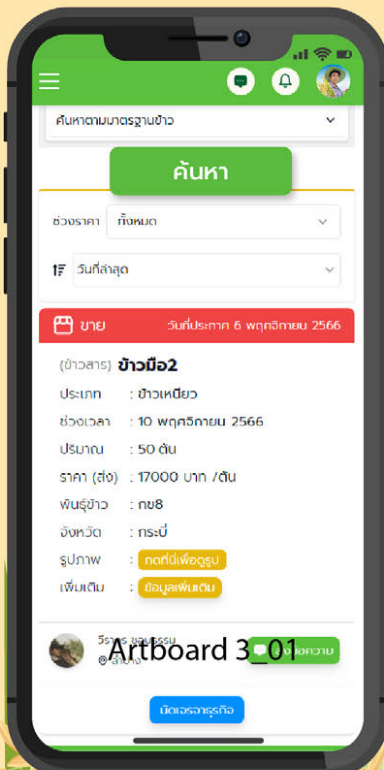 ค้นหาตามมาตรฐานข้าว
ค้นหา
ช่วงราคา ทั้งหมด
วันที่ล่าสุด
ขาย วันที่ประกาศ 6 พฤศจิกายน 2566
(ข้าวสาร) ข้าวมือ2
ประเภท : ข้าวเหนียว
ช่วงเวลา : 10 พฤศจิกายน 2566
ปริมาณ : 50 ตัน
ราคา (ส่ง) : 17000 บาท /ตัน
พันธุ์ข้าว : กข8
จังหวัด : กระบี่
รูปภาพ : กดที่นี่เพื่อดูรูป
เพิ่มเติม : ข้อมูลเพิ่มเติม
Artboard 3_01
นัดเจรจาธุรกิจ